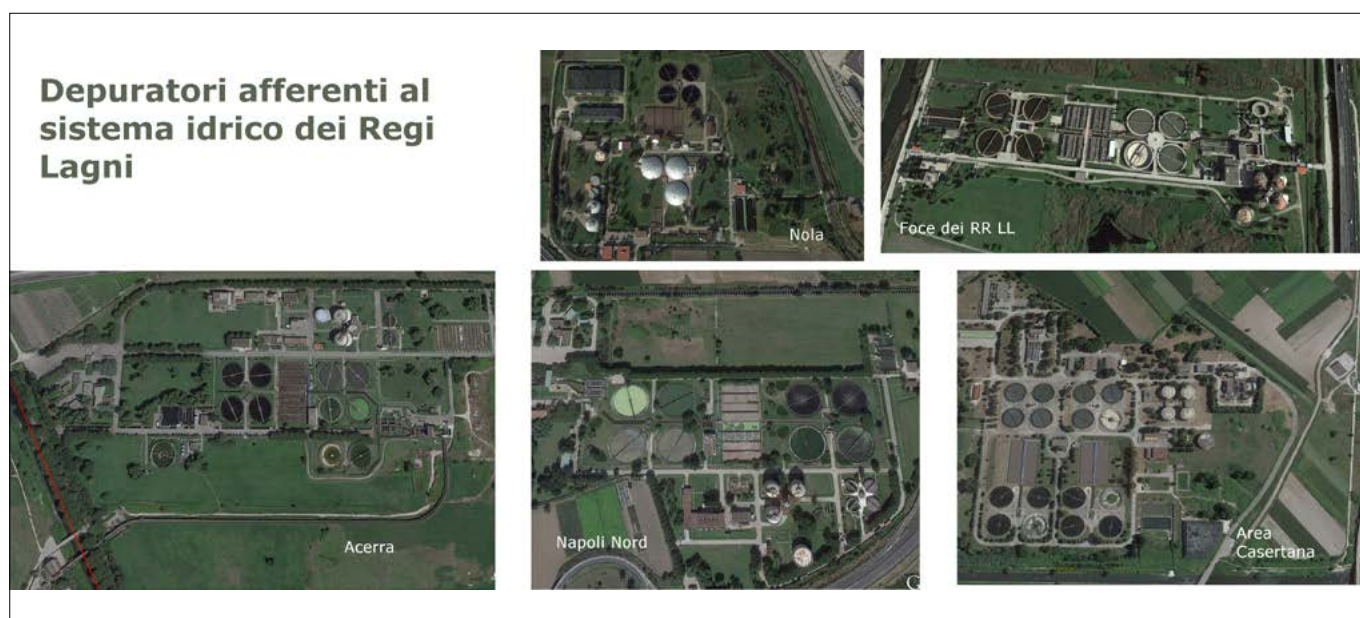 Depuratori afferenti al
sistema idrico dei Regi
Lagni
Nola
Foce dei RR LL
Acerra
Napoli Nord
G
Area
Casertana